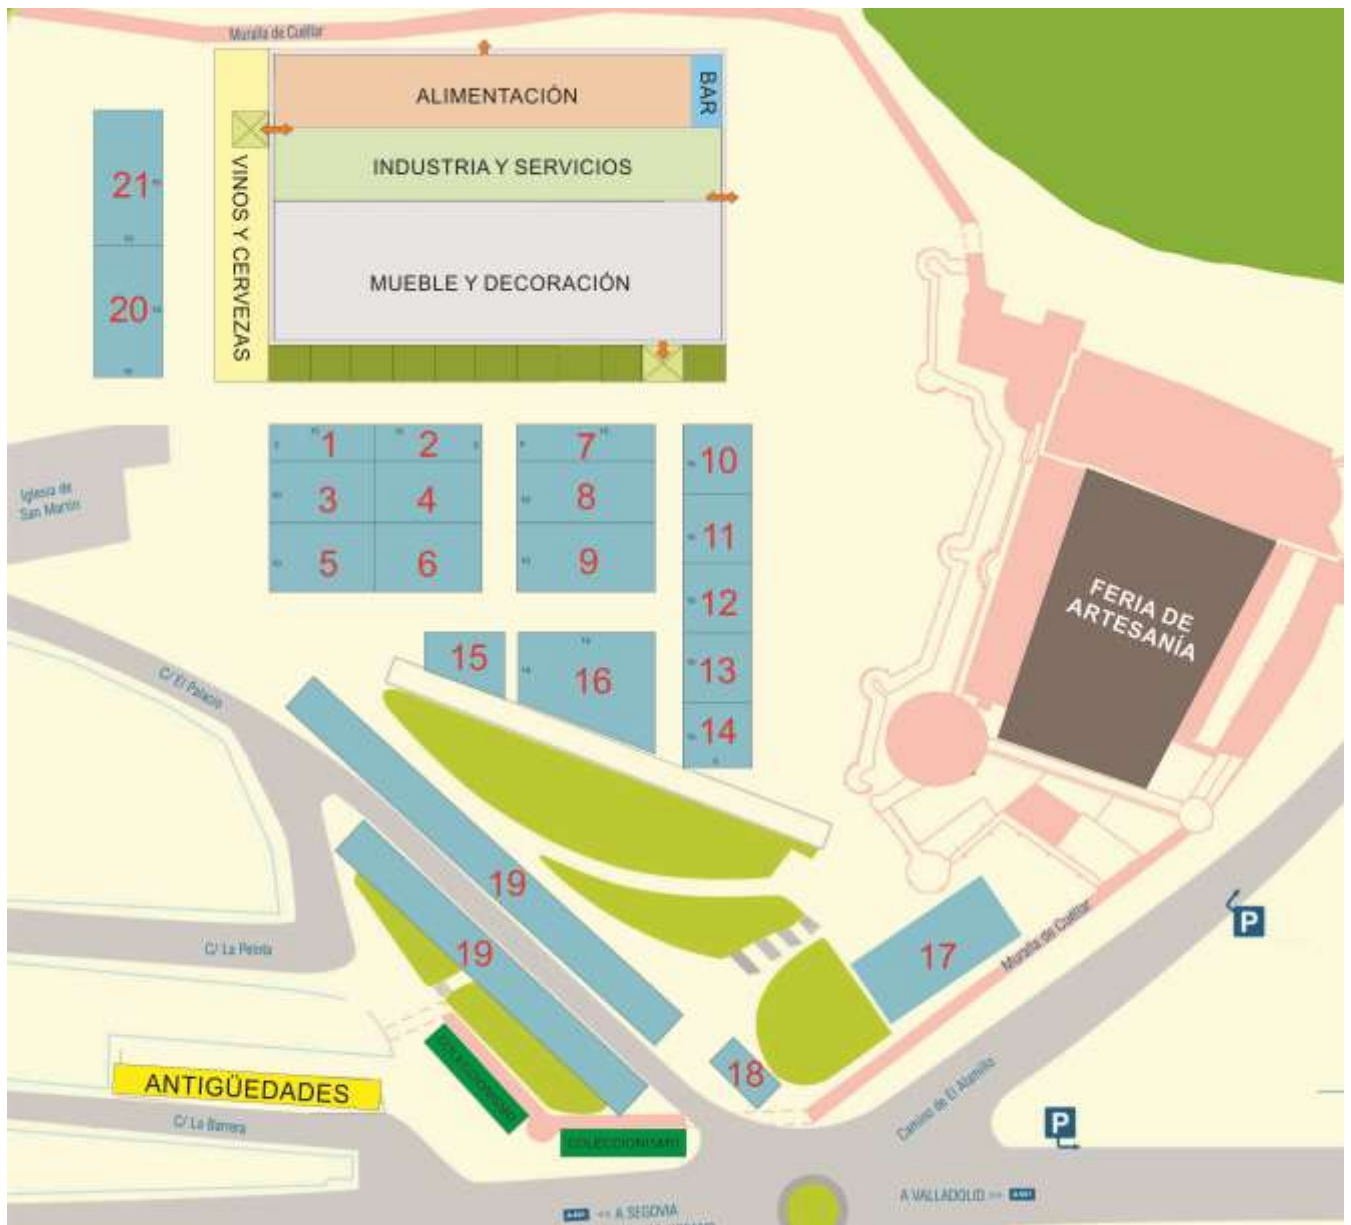 Muralla de Cuéllar
ALIMENTACIÓN
BAR
INDUSTRIA Y SERVICIOS
VINOS Y CERVEZAS
MUEBLE Y DECORACIÓN
21
20
1
2
7
10
3
4
8
11
5
6
9
12
Iglesia de
San Martín
FERIA DE
ARTESANÍA
15
16
13
14
C/ El Palacio
19
19
17
18
Muralla de Cuéllar
P
C/ La Pelota
COLECCIONISMO
ANTIGÜEDADES
C/ La Barrera
COLECCIONISMO
Camino de El Alamillo
P
A VALLADOLID
<< A SEGOVIA